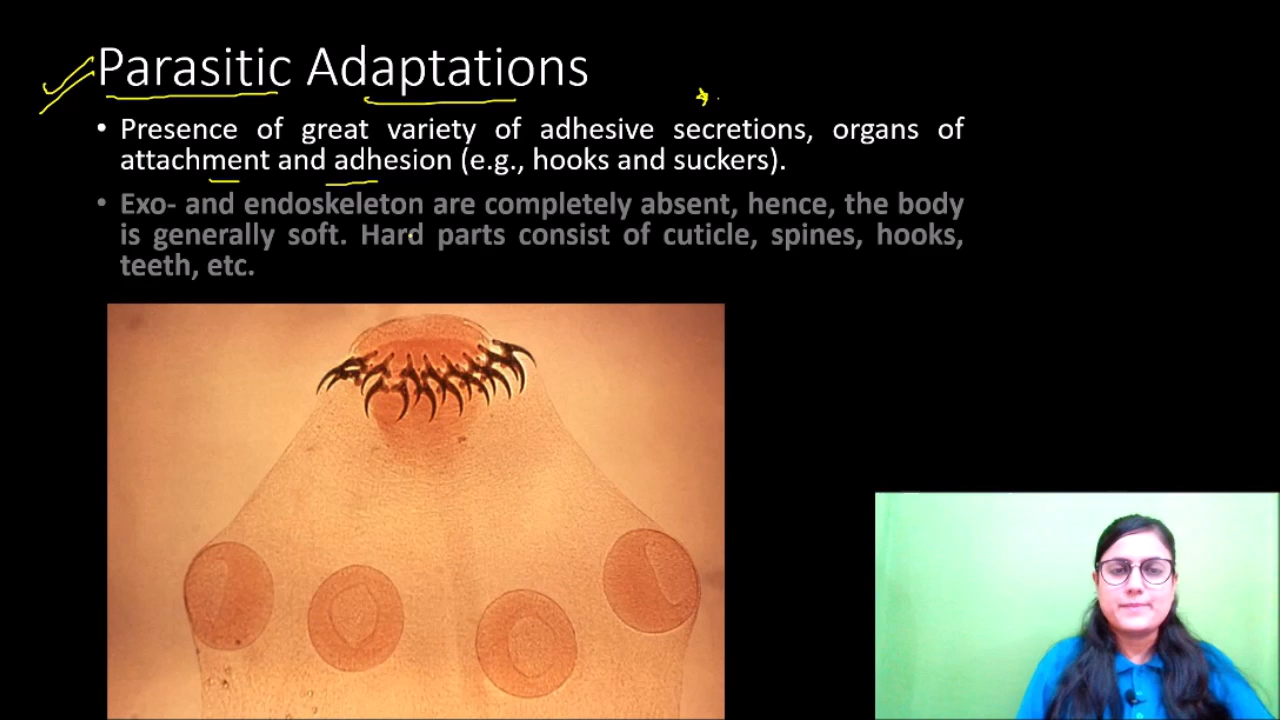 Parasitic Adaptations
• Presence of great variety of adhesive secretions, organs of
attachment and adhesion (e.g., hooks and suckers).
• Exo- and endoskeleton are completely absent, hence, the body
is generally soft. Hard parts consist of cuticle, spines, hooks,
teeth, etc.